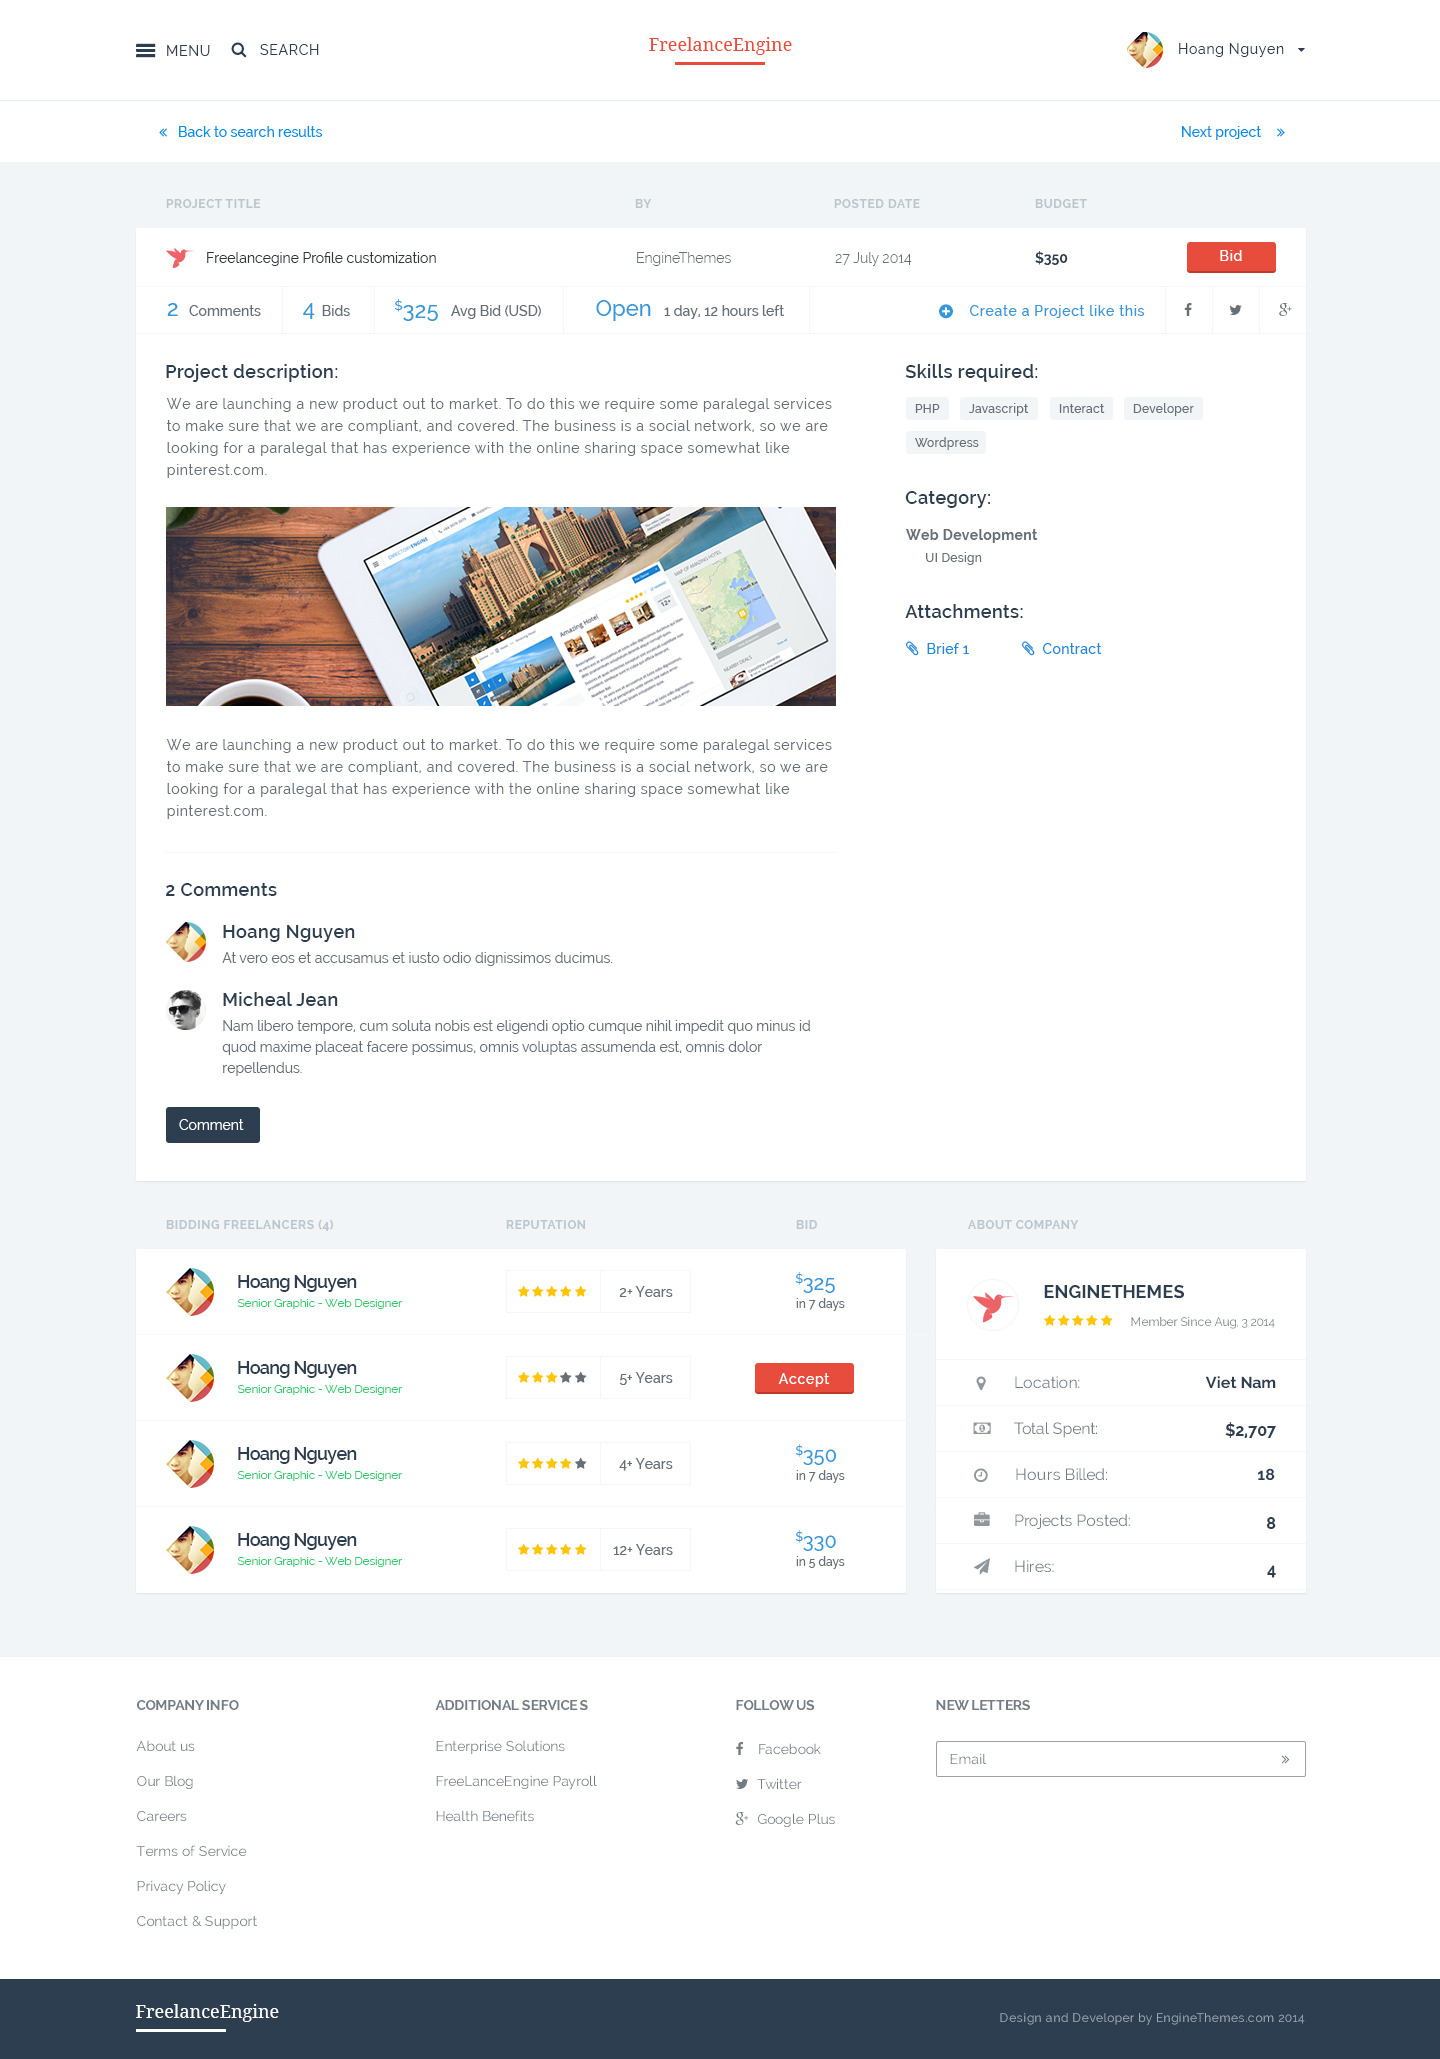 MENU SEARCH FreelanceEngine Hoang Nguyen
« Back to search results Next project »
PROJECT TITLE BY POSTED DATE BUDGET
Freelancegine Profile customization EngineThemes 27 July 2014 $350 Bid
2 Comments 4 Bids $325 Avg Bid (USD) Open 1 day, 12 hours left Create a Project like this
Project description:
We are launching a new product out to market. To do this we require some paralegal services
to make sure that we are compliant, and covered. The business is a social network, so we are
looking for a paralegal that has experience with the online sharing space somewhat like
pinterest.com.
DIRECTORYENGINE
MAP OF AMAZING HOTEL
Mongolia
China
Amazing Hotel
12+
NEARBY DEALS
We are launching a new product out to market. To do this we require some paralegal services
to make sure that we are compliant, and covered. The business is a social network, so we are
looking for a paralegal that has experience with the online sharing space somewhat like
pinterest.com.
Skills required:
PHP Javascript Interact Developer
Wordpress
Category:
Web Development
UI Design
Attachments:
Brief 1 Contract
2 Comments
Hoang Nguyen
At vero eos et accusamus et iusto odio dignissimos ducimus.
Micheal Jean
Nam libero tempore, cum soluta nobis est eligendi optio cumque nihil impedit quo minus id
quod maxime placeat facere possimus, omnis voluptas assumenda est, omnis dolor
repellendus.
Comment
BIDDING FREELANCERS (4) REPUTATION BID
Hoang Nguyen
Senior Graphic - Web Designer
2+ Years
$325
in 7 days
Hoang Nguyen
Senior Graphic - Web Designer
5+ Years
Accept
Hoang Nguyen
Senior Graphic - Web Designer
4+ Years
$350
in 7 days
Hoang Nguyen
Senior Graphic - Web Designer
12+ Years
$330
in 5 days
ABOUT COMPANY
ENGINETHEMES
Member Since Aug. 3 2014
Location: Viet Nam
Total Spent: $2,707
Hours Billed: 18
Projects Posted: 8
Hires: 4
COMPANY INFO
About us
Our Blog
Careers
Terms of Service
Privacy Policy
Contact & Support
ADDITIONAL SERVICE S
Enterprise Solutions
FreeLanceEngine Payroll
Health Benefits
FOLLOW US
Facebook
Twitter
Google Plus
NEW LETTERS
Email »
FreelanceEngine
Design and Developer by EngineThemes.com 2014